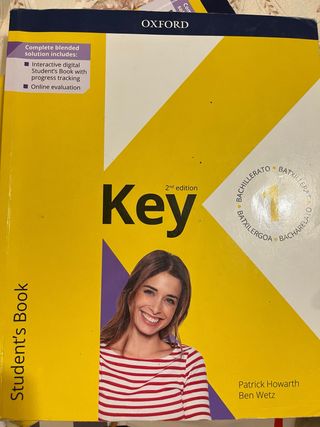 OXFORD
Complete blended
solution includes:
Interactive digital
Student's Book with
progress tracking
Online evaluation
Key
2nd edition
BACHILLERATO • BATXILLERAT • BACHARELATO • BATXILERGOA •
1
Student's Book
Patrick Howarth
Ben Wetz